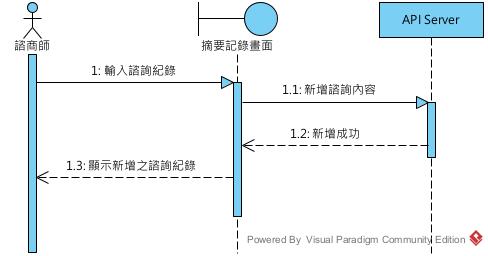 API Server
諮商師
摘要記錄畫面
1: 輸入諮詢紀錄
1.1: 新增諮詢內容
1.2: 新增成功
1.3: 顯示新增之諮詢紀錄
Powered By Visual Paradigm Community Edition